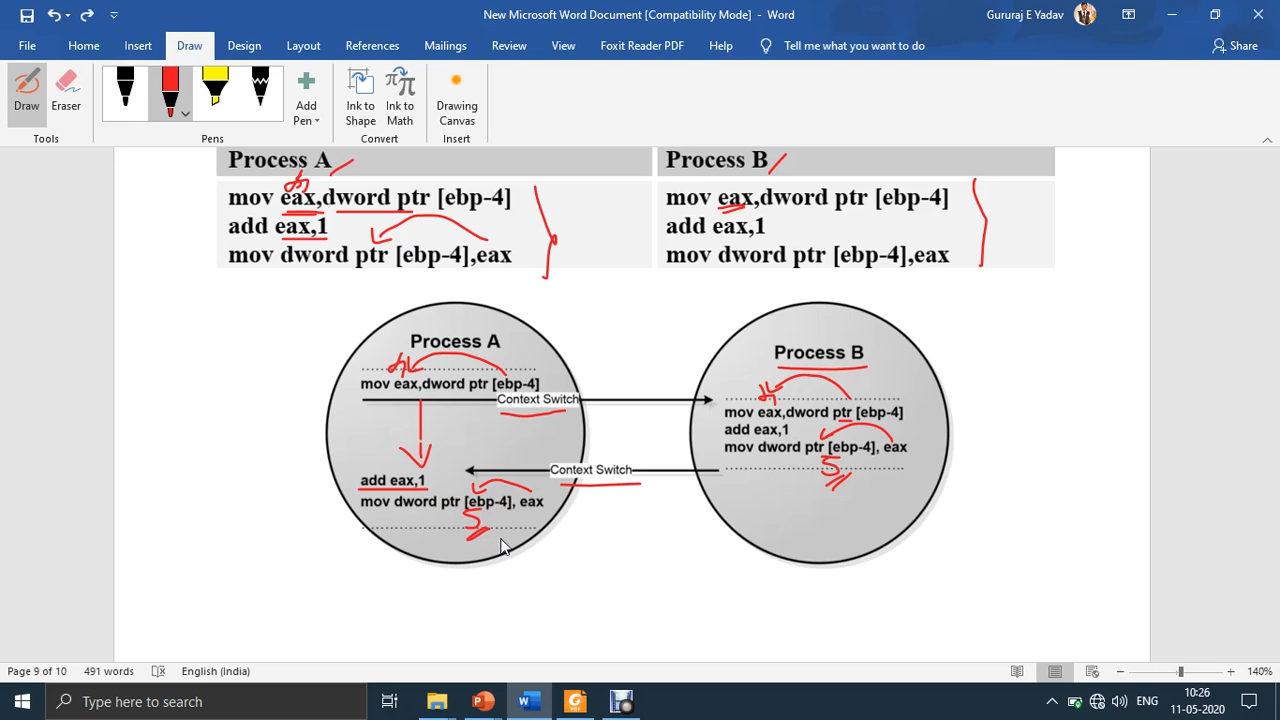 New Microsoft Word Document [Compatibility Mode] - Word
Gururaj E Yadav
File Home Insert Draw Design Layout References Mailings Review View Foxit Reader PDF Help Tell me what you want to do Share
Draw Eraser Add Pen Ink to Shape Ink to Math Drawing Canvas
Tools Pens Convert Insert
Process A Process B
mov eax,dword ptr [ebp-4] mov eax,dword ptr [ebp-4]
add eax,1 add eax,1
mov dword ptr [ebp-4],eax mov dword ptr [ebp-4],eax
Process A
4
mov eax,dword ptr [ebp-4]
Context Switch
add eax,1
mov dword ptr [ebp-4], eax
5
Process B
4
mov eax,dword ptr [ebp-4]
add eax,1
mov dword ptr [ebp-4], eax
5
Context Switch
Page 9 of 10 491 words English (India) 140%
Type here to search
ENG 10:26
11-05-2020